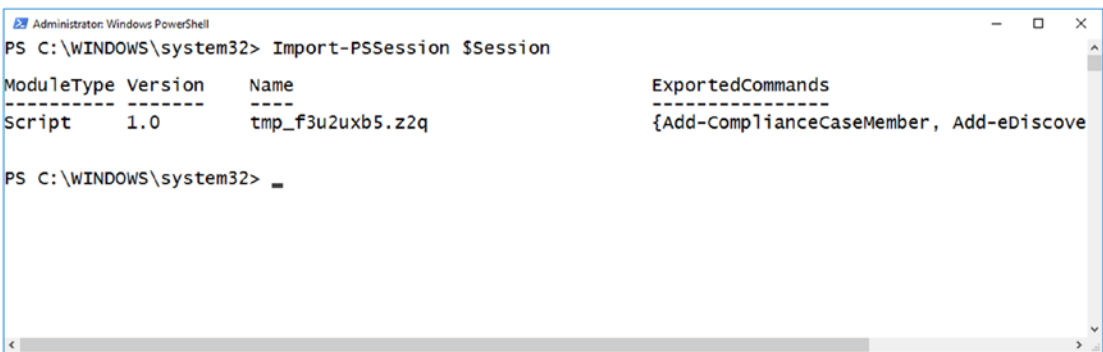 Administrator: Windows PowerShell
PS C:\WINDOWS\system32> Import-PSSession $Session
ModuleType Version Name ExportedCommands
---------- ------- ---- ----------------
Script 1.0 tmp_f3u2uxb5.z2q {Add-ComplianceCaseMember, Add-eDiscove
PS C:\WINDOWS\system32> _